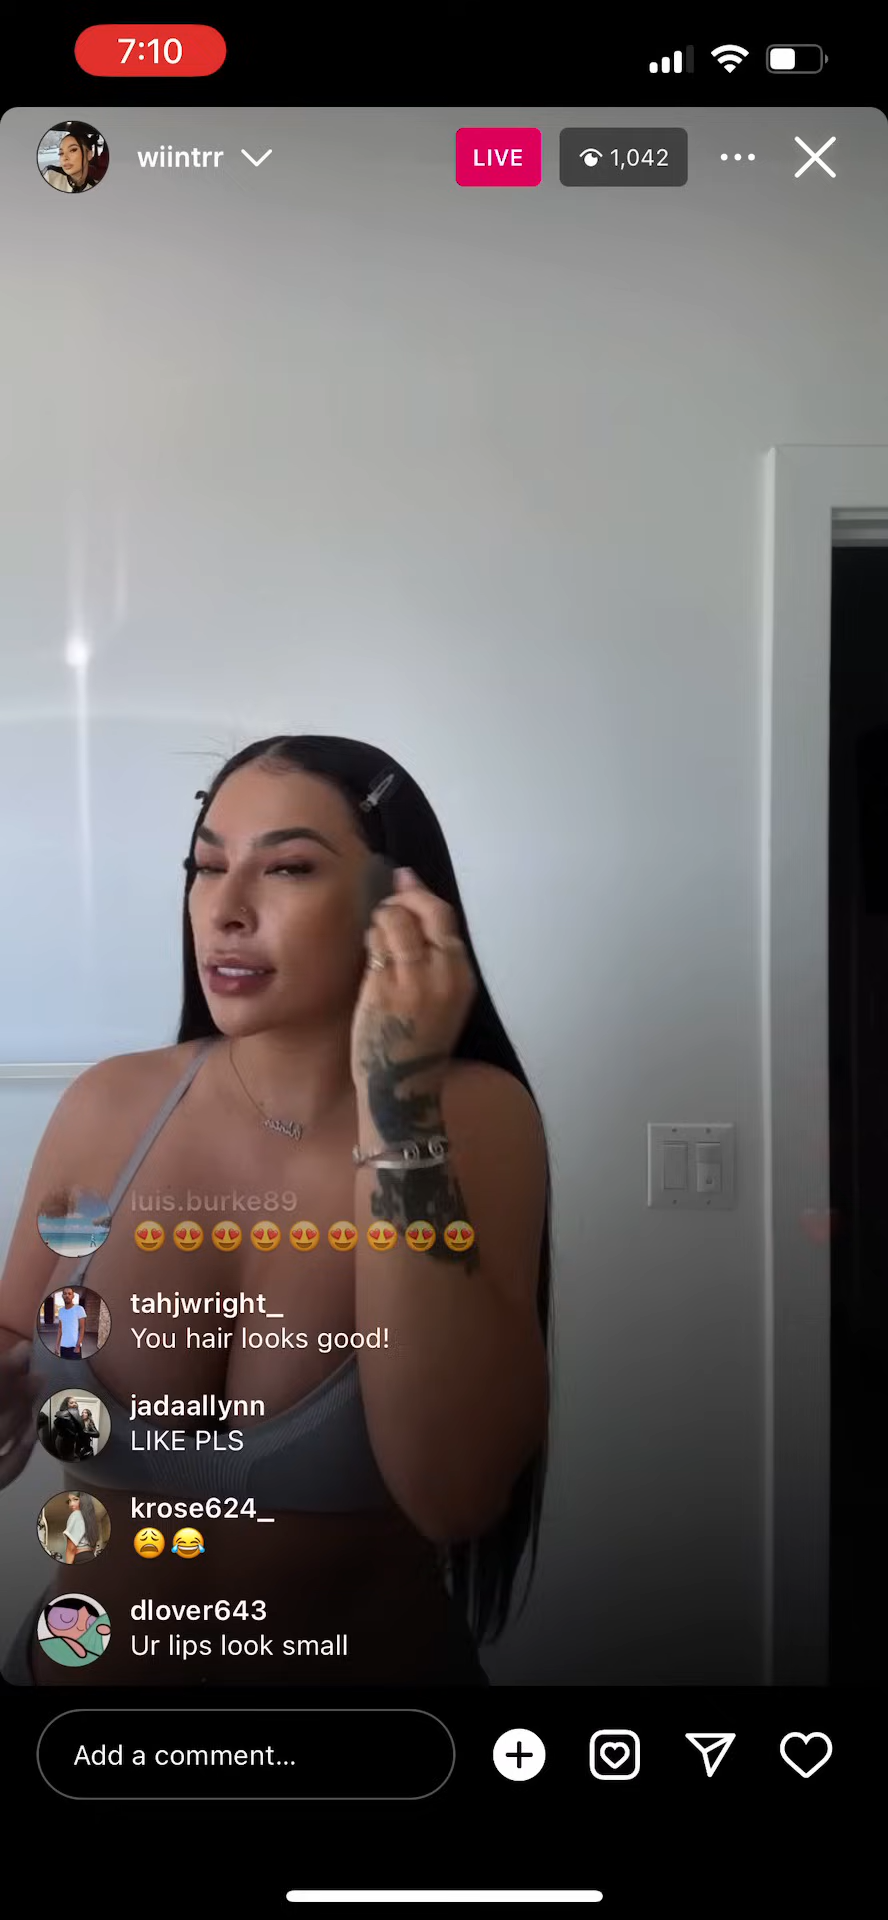 7:10
wiintrr
LIVE
1,042
luis.burke89
😍😍😍😍😍😍😍😍😍
tahjwright_
You hair looks good!
jadaallynn
LIKE PLS
krose624_
😩😂
dlover643
Ur lips look small
Add a comment...